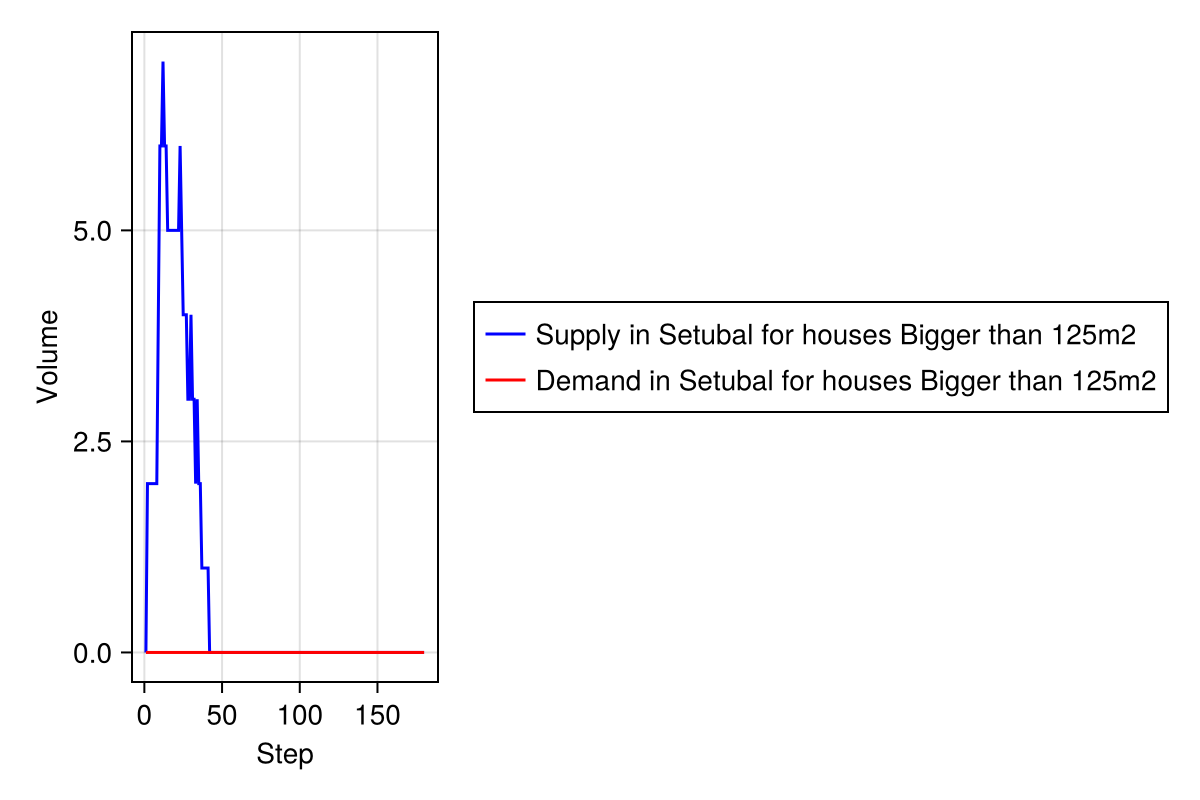 Volume
5.0
2.5
0.0
0 50 100 150
Step
Supply in Setubal for houses Bigger than 125m2
Demand in Setubal for houses Bigger than 125m2